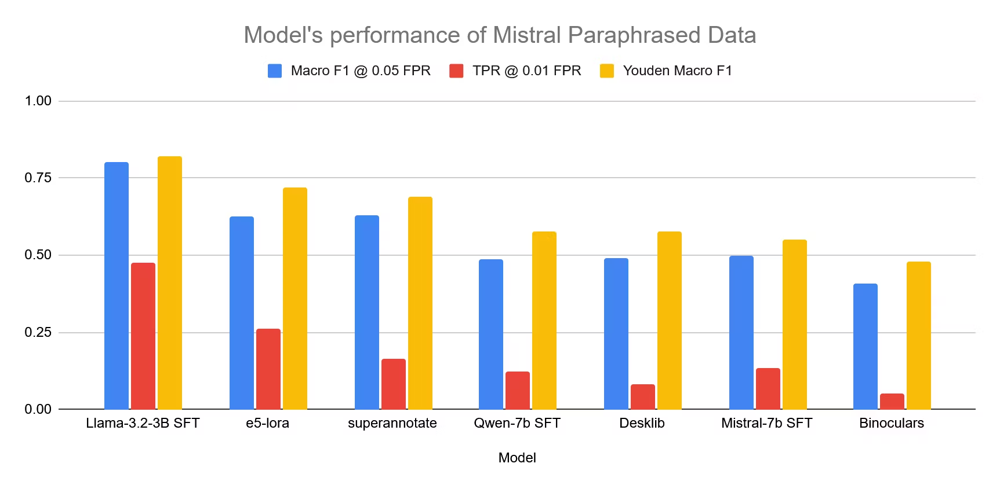 Model's performance of Mistral Paraphrased Data
Macro F1 @ 0.05 FPR TPR @ 0.01 FPR Youden Macro F1
1.00
0.75
0.50
0.25
0.00
Llama-3.2-3B SFT e5-lora superannotate Qwen-7b SFT Desklib Mistral-7b SFT Binoculars
Model